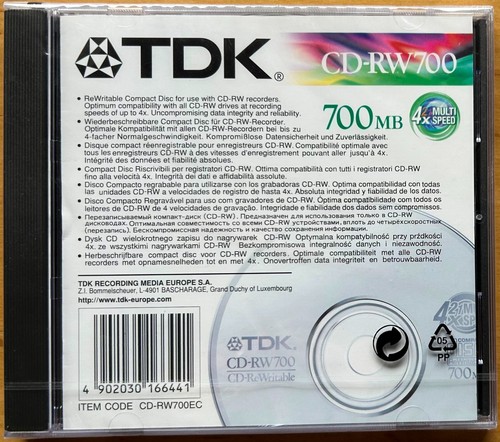 TDK®
CD-RW700
700MB
4x MULTI SPEED
• ReWritable Compact Disc for use with CD-RW recorders.
Optimum compatibility with all CD-RW drives at recording
speeds of up to 4x. Uncompromising data integrity and reliability.
• Wiederbeschreibbare Compact Disc für CD-RW-Recorder.
Optimale Kompatibilität mit allen CD-RW-Recordern bei bis zu
4-facher Normalgeschwindigkeit. Kompromißlose Datensicherheit und Zuverlässigkeit.
• Disque compact réenregistrable pour enregistreurs CD-RW. Compatibilité optimale avec
tous les enregistreurs CD-RW à des vitesses d'enregistrement pouvant aller jusqu'à 4x.
Intégrité des données et fiabilité absolues.
• Compact Disc Riscrivibili per registratori CD-RW. Ottima compatibilità con tutti i registratori CD-RW
fino alla velocità 4x. Integrità dei dati e affidabilità assolute.
• Disco Compacto regrabable para utilizarse con los grabadoras CD-RW. Óptima compatibilidad con todas
las unidades CD-RW a velocidades de registro de hasta 4x. Absoluta integridad y fiabilidad de los datos.
• Disco Compacto Regravável para uso com gravadores de CD-RW. Óptima compatibilidade com todos os
leitores de CD-RW de 4 velocidades de gravação. Integridade e fiabilidade dos dados sem compromissos.
• Перезаписываемый компакт-диск (CD-RW). Предназначен для использования только в CD-RW
дисководах. Оптимальная совместимость со всеми CD-RW устройствами, вплоть до четырёхскоростных
(перезапись). Бескомпромиссная надежность и качество сохранения информации.
• Dysk CD wielokrotnego zapisu do nagrywarek CD-RW. Optymalna kompatybilność przy prżdkości
4x. ze wszystkimi nagrywarkami CD-RW. Bezkompromisowa integralność danych i niezawodność.
• Herbeschrijfbare compact disc voor CD-RW recorders. Optimale compatibiliteit met alle CD-RW
recorders met opnamesnelheden tot en met 4x. Onovertroffen data integriteit en betrouwbaarheid.
TDK RECORDING MEDIA EUROPE S.A.
Z.I. Bommelscheuer, L-4901 BASCHARAGE, Grand Duchy of Luxembourg
http://www.tdk-europe.com
4 902030 166441
ITEM CODE CD-RW700EC
TDK
CD-RW700
CD-ReWritable
05
PP
700M